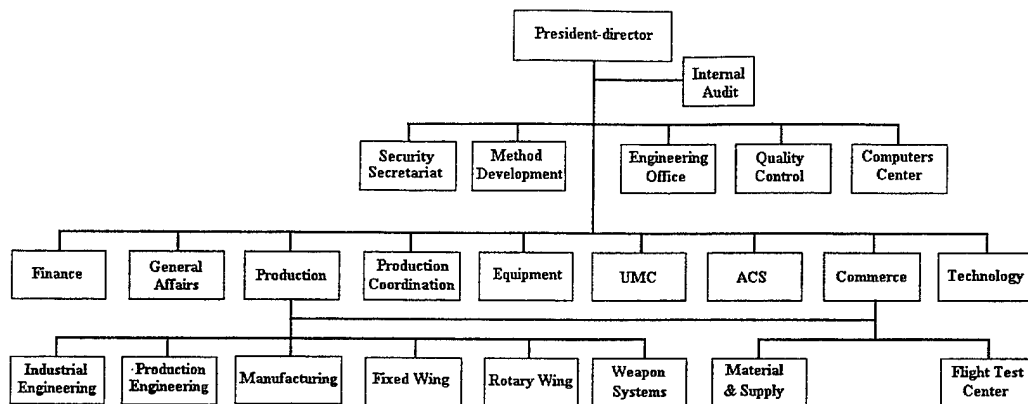 President-director
Internal
Audit
Security
Secretariat
Method
Development
Engineering
Office
Quality
Control
Computers
Center
Finance
General
Affairs
Production
Production
Coordination
Equipment
UMC
ACS
Commerce
Technology
Industrial
Engineering
Production
Engineering
Manufacturing
Fixed Wing
Rotary Wing
Weapon
Systems
Material
& Supply
Flight Test
Center